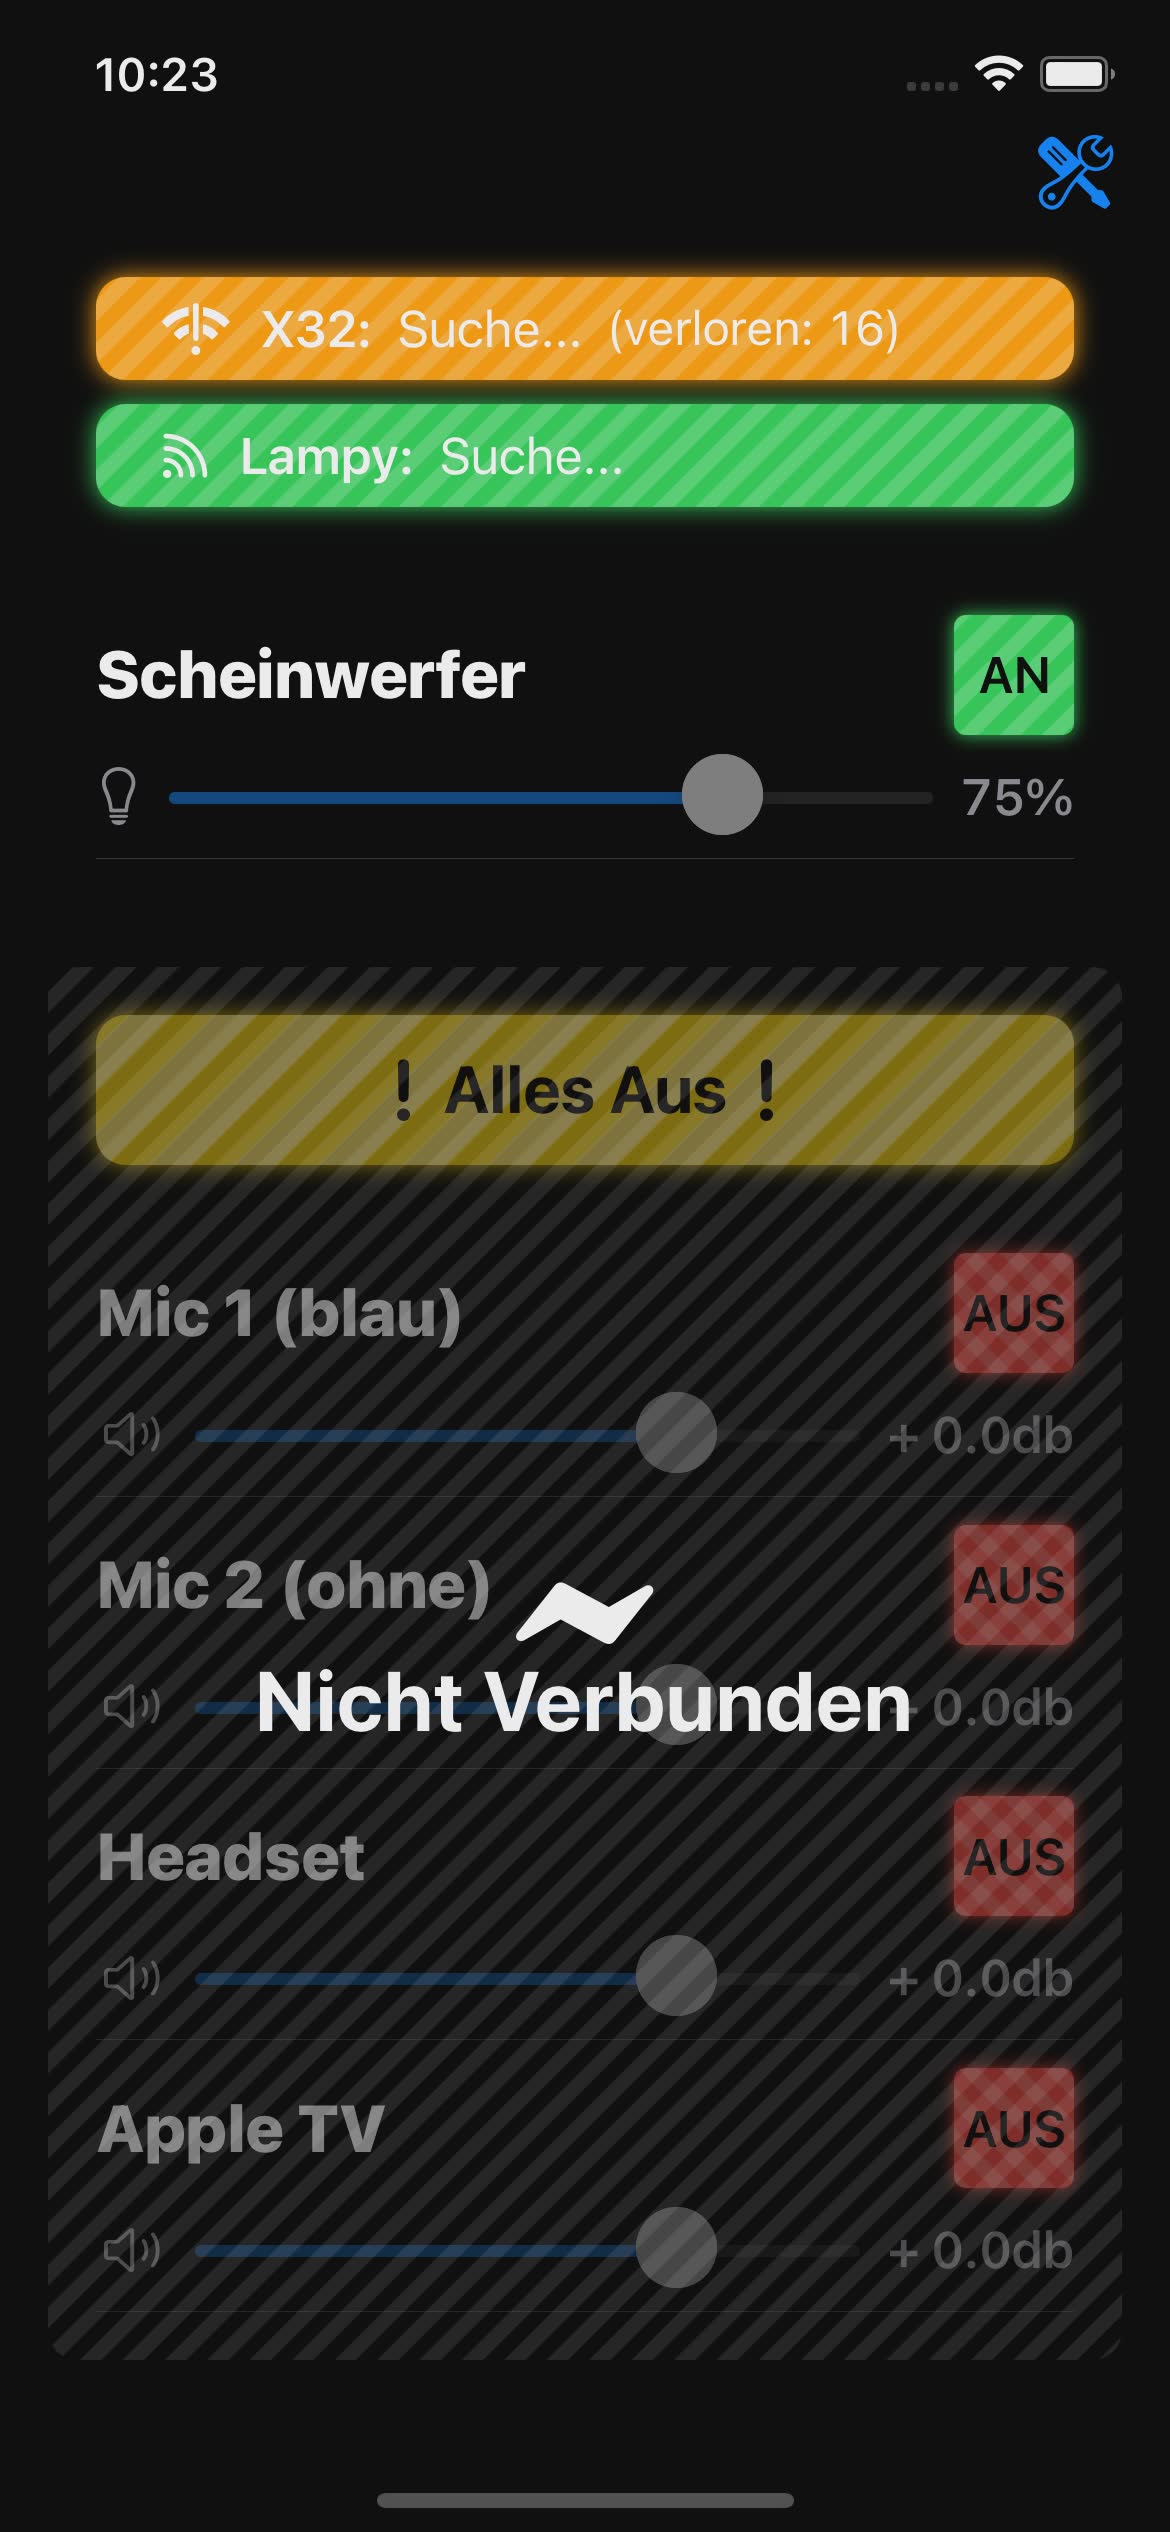 10:23
X32: Suche... (verloren: 16)
Lampy: Suche...
Scheinwerfer AN
75%
! Alles Aus !
Mic 1 (blau) AUS
+ 0.0db
Mic 2 (ohne) AUS
Nicht Verbunden
+ 0.0db
Headset AUS
+ 0.0db
Apple TV AUS
+ 0.0db